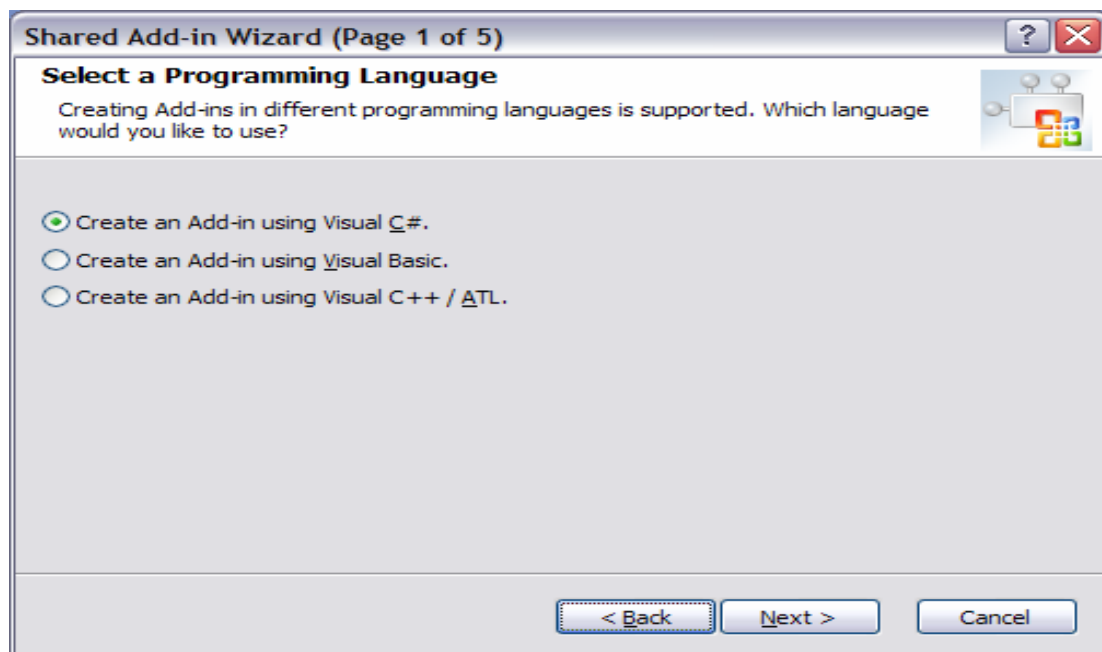 Shared Add-in Wizard (Page 1 of 5)
?
Select a Programming Language
Creating Add-ins in different programming languages is supported. Which language
would you like to use?
Create an Add-in using Visual C#.
Create an Add-in using Visual Basic.
Create an Add-in using Visual C++ / ATL.
< Back Next > Cancel